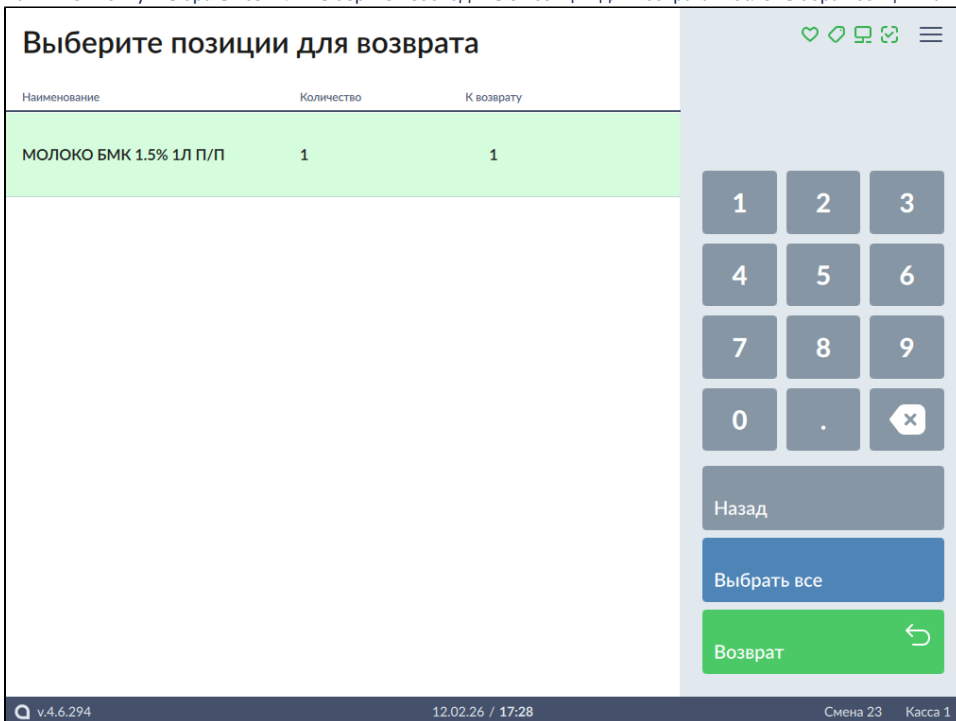 Выберите позиции для возврата
Наименование Количество К возврату
МОЛОКО БМК 1.5% 1Л П/П 1 1
1 2 3
4 5 6
7 8 9
0 .
Назад
Выбрать все
Возврат
v.4.6.294 12.02.26 / 17:28 Смена 23 Касса 1